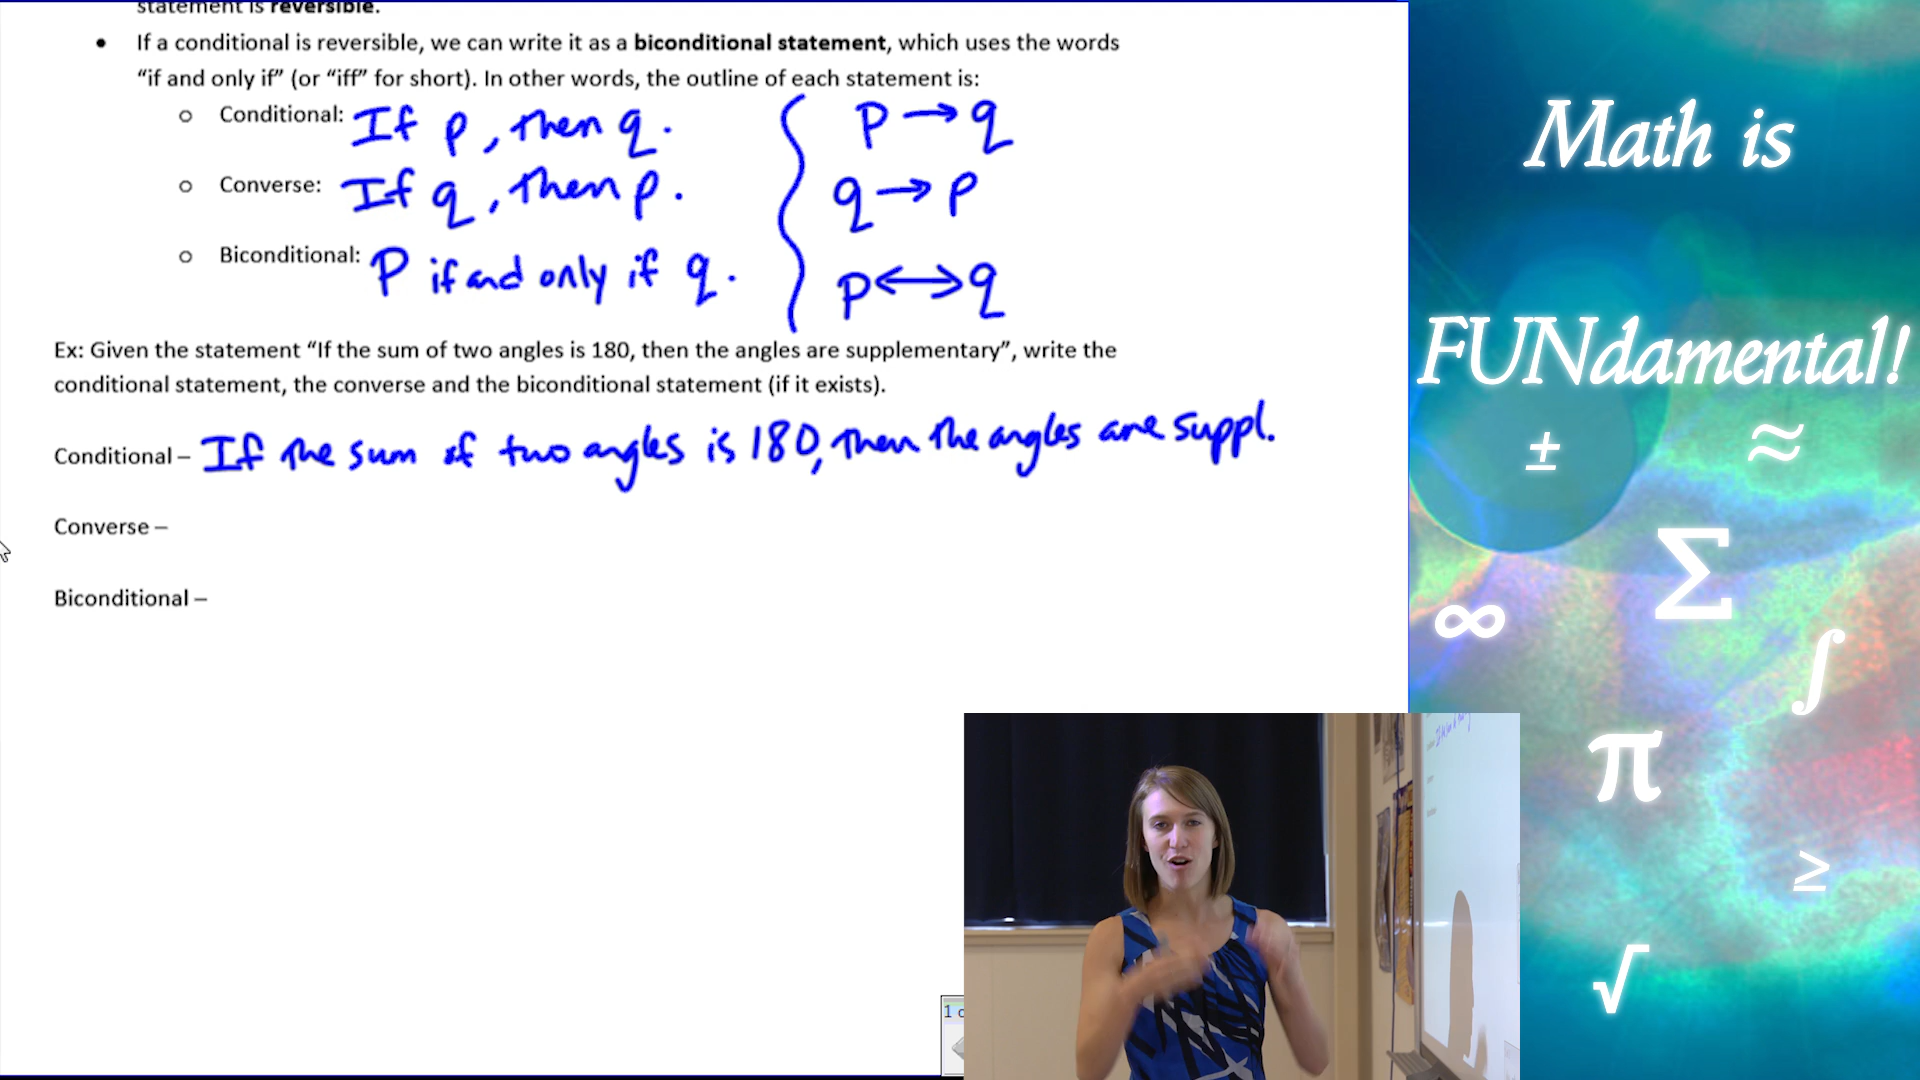 statement is reversible.
• If a conditional is reversible, we can write it as a biconditional statement, which uses the words
“if and only if” (or “iff” for short). In other words, the outline of each statement is:
o Conditional: If p, then q. p → q
o Converse: If q, then p. q → p
o Biconditional: P if and only if q. p ↔ q
Ex: Given the statement “If the sum of two angles is 180, then the angles are supplementary”, write the
conditional statement, the converse and the biconditional statement (if it exists).
Conditional – If the sum of two angles is 180, then the angles are suppl.
Converse –
Biconditional –
1
Math is
FUNdamental!
± ≈
Σ
∞
∫
π
≥
√